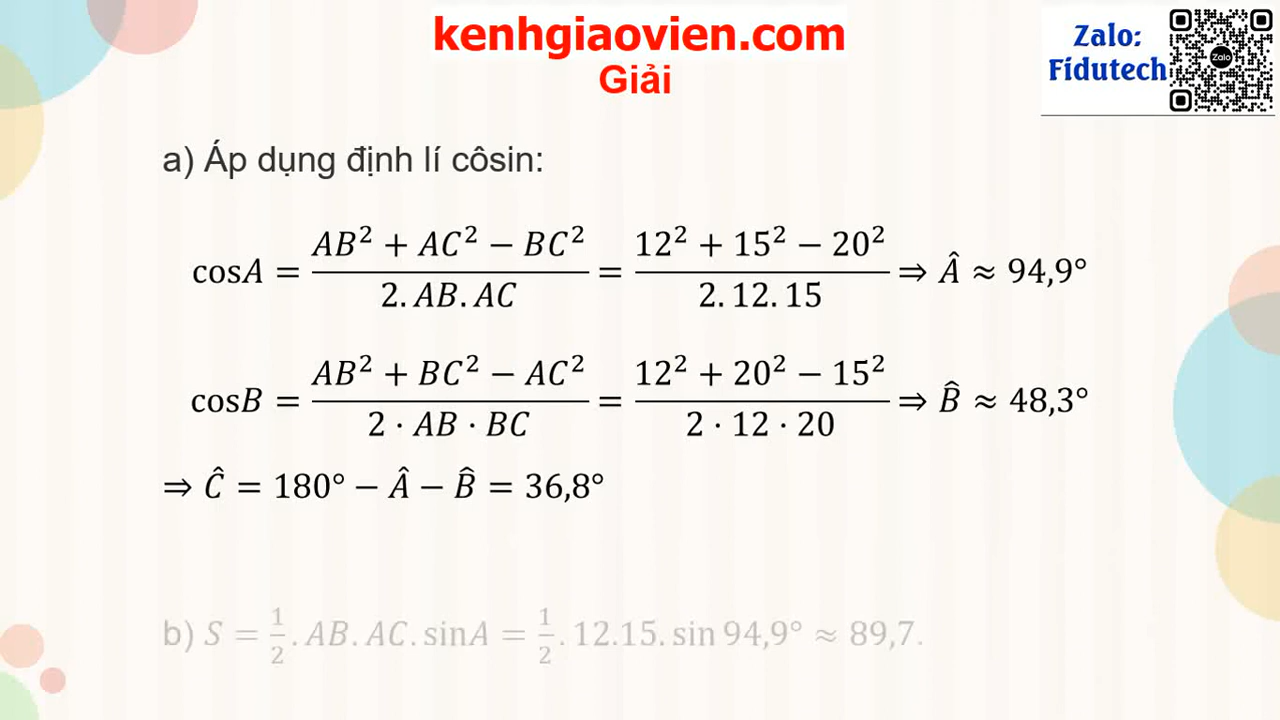 kenhgiaovien.com
Giải
Zalo:
Fidutech
Zalo
a) Áp dụng định lí côsin:
cosA = (AB² + AC² − BC²)/(2. AB. AC) = (12² + 15² − 20²)/(2. 12. 15) ⇒ Â ≈ 94,9°
cosB = (AB² + BC² − AC²)/(2 · AB · BC) = (12² + 20² − 15²)/(2 · 12 · 20) ⇒ B̂ ≈ 48,3°
⇒ Ĉ = 180° − Â − B̂ = 36,8°
b) S = 1/2 . AB. AC. sinA = 1/2 . 12.15. sin 94,9° ≈ 89,7.